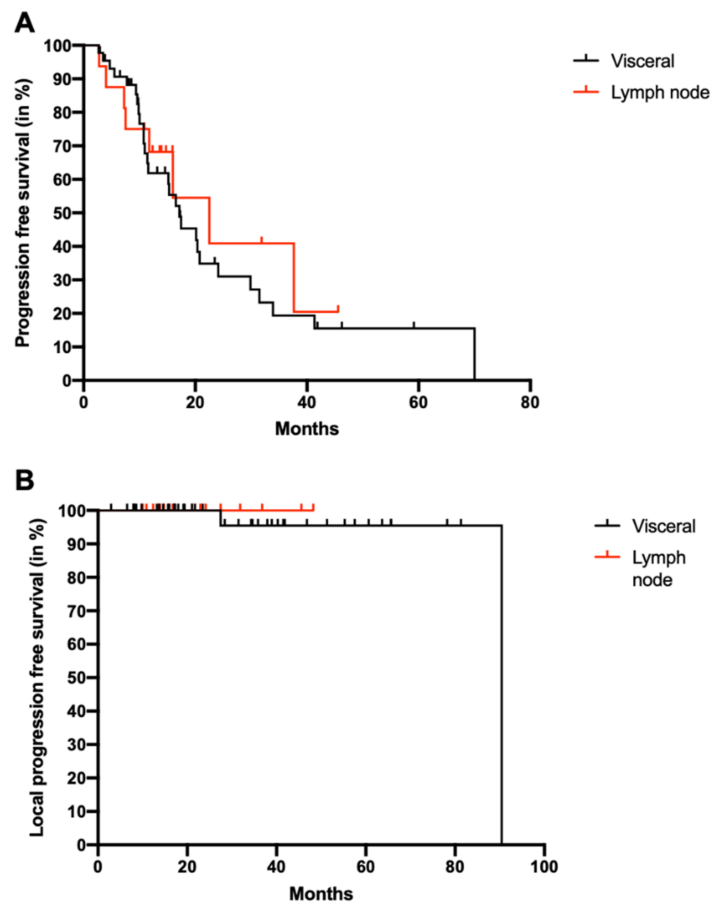 A
Progression free survival (in %)
100
90
80
70
60
50
40
30
20
10
0
0 20 40 60 80
Months
Visceral
Lymph node
B
Local progression free survival (in %)
100
90
80
70
60
50
40
30
20
10
0
0 20 40 60 80 100
Months
Visceral
Lymph
node